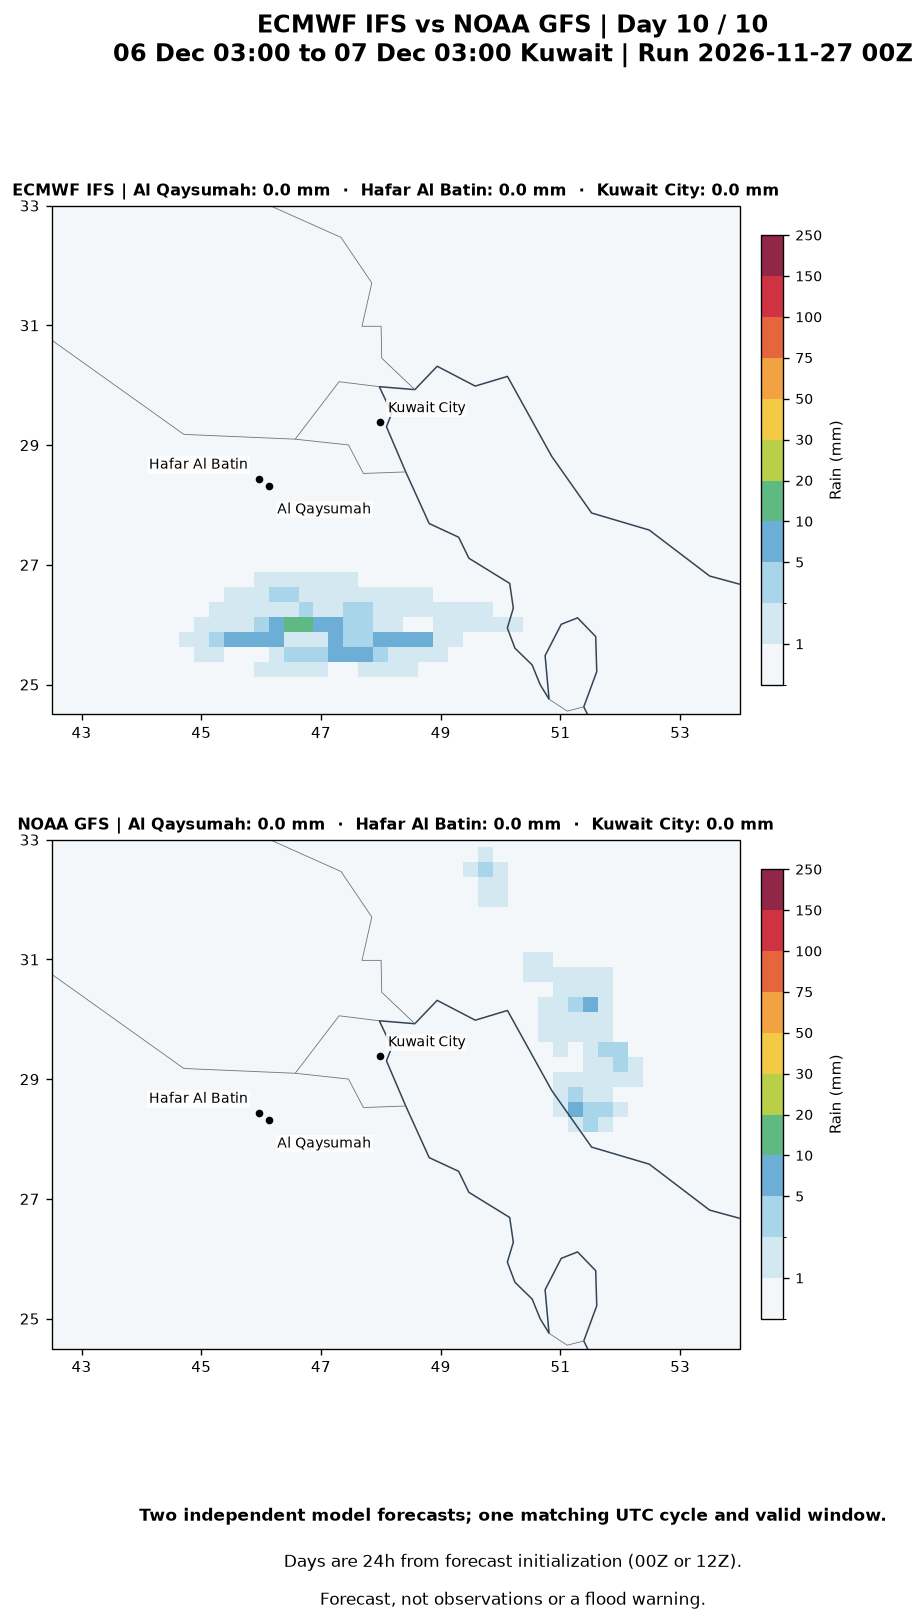 ECMWF IFS vs NOAA GFS | Day 10 / 10
06 Dec 03:00 to 07 Dec 03:00 Kuwait | Run 2026-11-27 00Z
ECMWF IFS | Al Qaysumah: 0.0 mm · Hafar Al Batin: 0.0 mm · Kuwait City: 0.0 mm
33
31
29
27
25
Kuwait City
Hafar Al Batin
Al Qaysumah
43 45 47 49 51 53
250
150
100
75
50
30
20
10
5
1
Rain (mm)
NOAA GFS | Al Qaysumah: 0.0 mm · Hafar Al Batin: 0.0 mm · Kuwait City: 0.0 mm
33
31
29
27
25
Kuwait City
Hafar Al Batin
Al Qaysumah
43 45 47 49 51 53
250
150
100
75
50
30
20
10
5
1
Rain (mm)
Two independent model forecasts; one matching UTC cycle and valid window.
Days are 24h from forecast initialization (00Z or 12Z).
Forecast, not observations or a flood warning.